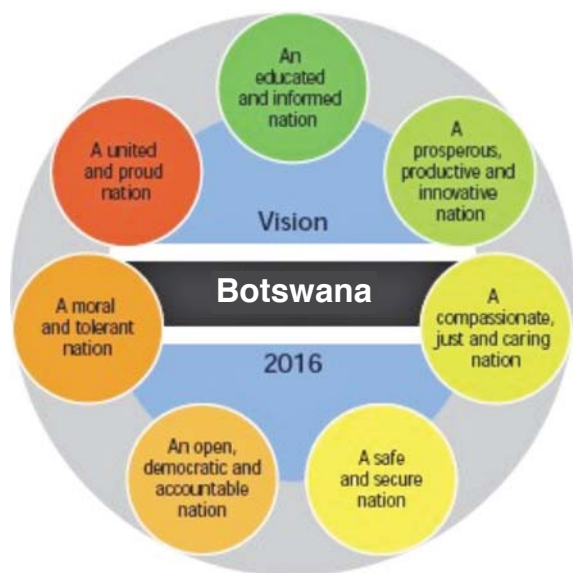 An
educated
and informed
nation
A
prosperous,
productive and
innovative
nation
A
compassionate,
just and caring
nation
A safe
and secure
nation
An open,
democratic and
accountable
nation
A moral
and tolerant
nation
A united
and proud
nation
Vision
Botswana
2016